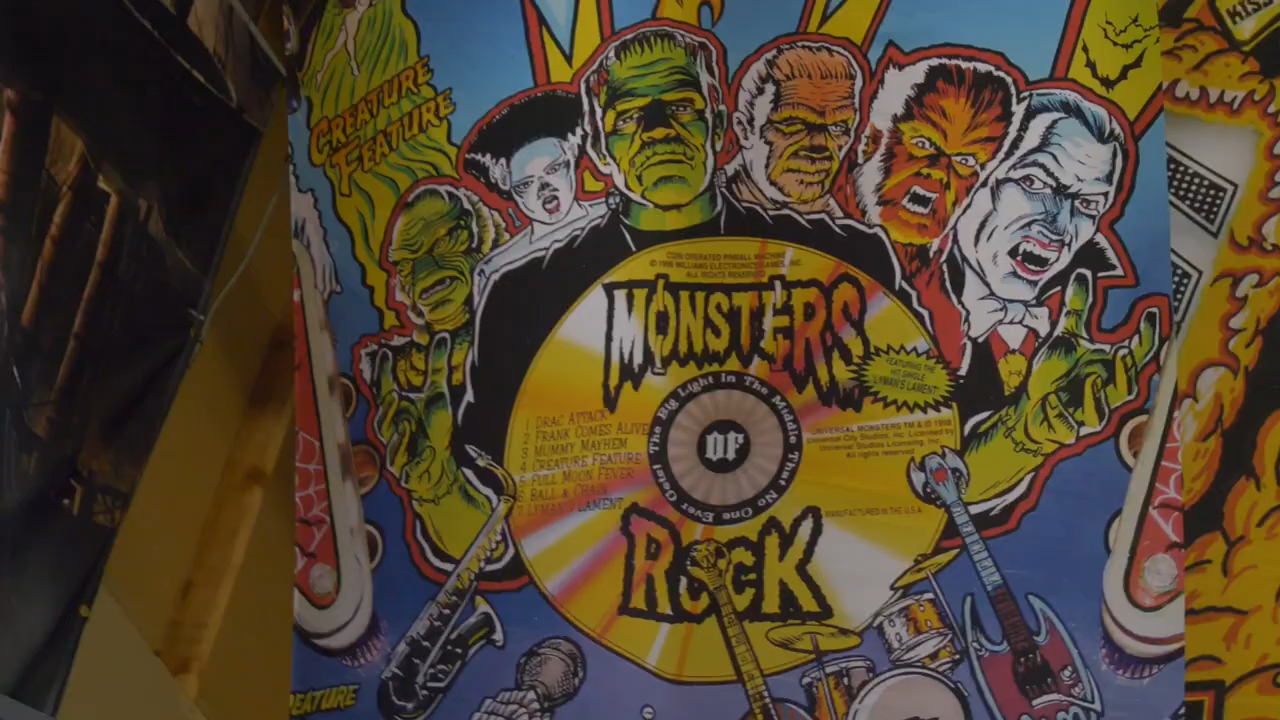 KISS
CREATURE
FEATURE
COIN OPERATED PINBALL MACHINE
© 1998 WILLIAMS ELECTRONICS GAMES, INC.
ALL RIGHTS RESERVED
MONSTERS
FEATURING THE
HIT SINGLE
"LYMAN'S LAMENT"
The Big Light In The Middle That No One Ever Gets!
OF
1 DRAC ATTACK
2 FRANK COMES ALIVE
3 MUMMY MAYHEM
4 CREATURE FEATURE
5 FULL MOON FEVER
6 BALL & CHAIN
7 LYMAN'S LAMENT
UNIVERSAL MONSTERS TM & © 1998
Universal City Studios, Inc. Licensed by
Universal Studios Licensing, Inc.
All rights reserved
MANUFACTURED IN THE U.S.A.
ROCK
EATURE